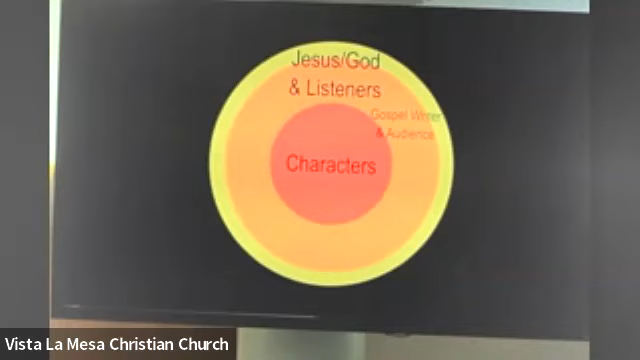 Jesus/God
& Listeners
Gospel Writer
& Audience
Characters
Vista La Mesa Christian Church